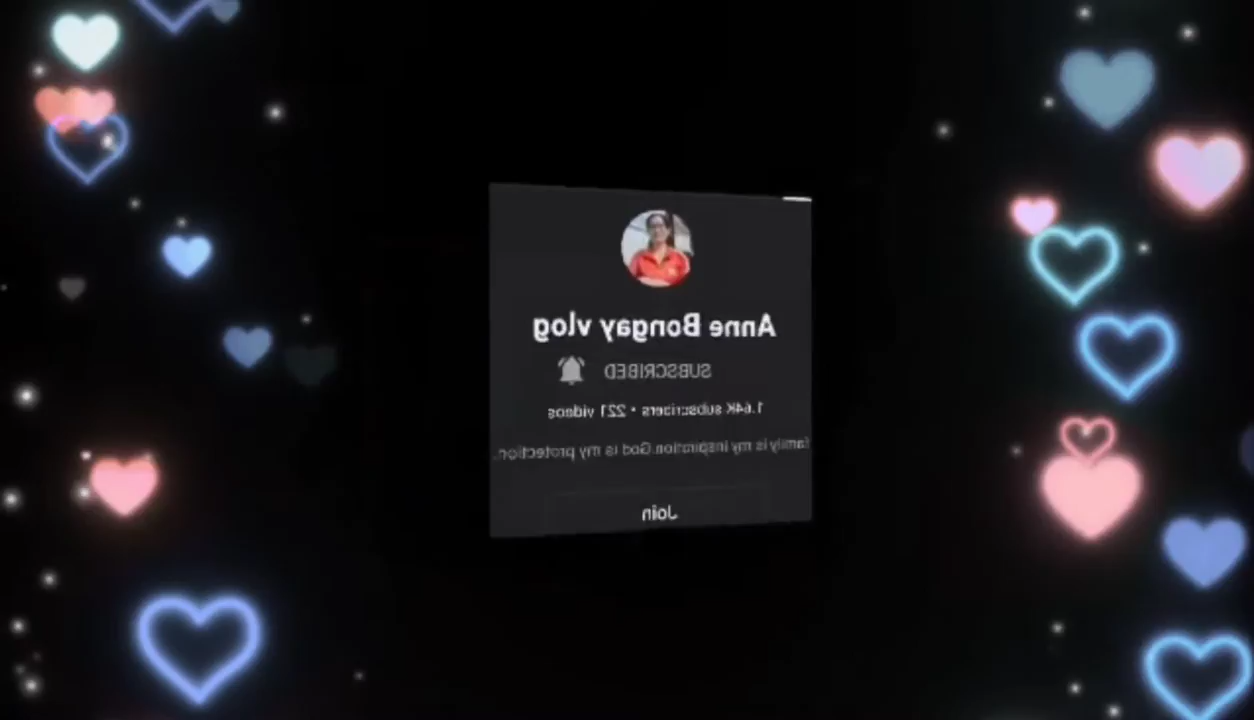 Anne Bongay vlog
SUBSCRIBED
1.64K subscribers • 221 videos
family is my inspiration.God is my protection.
Join